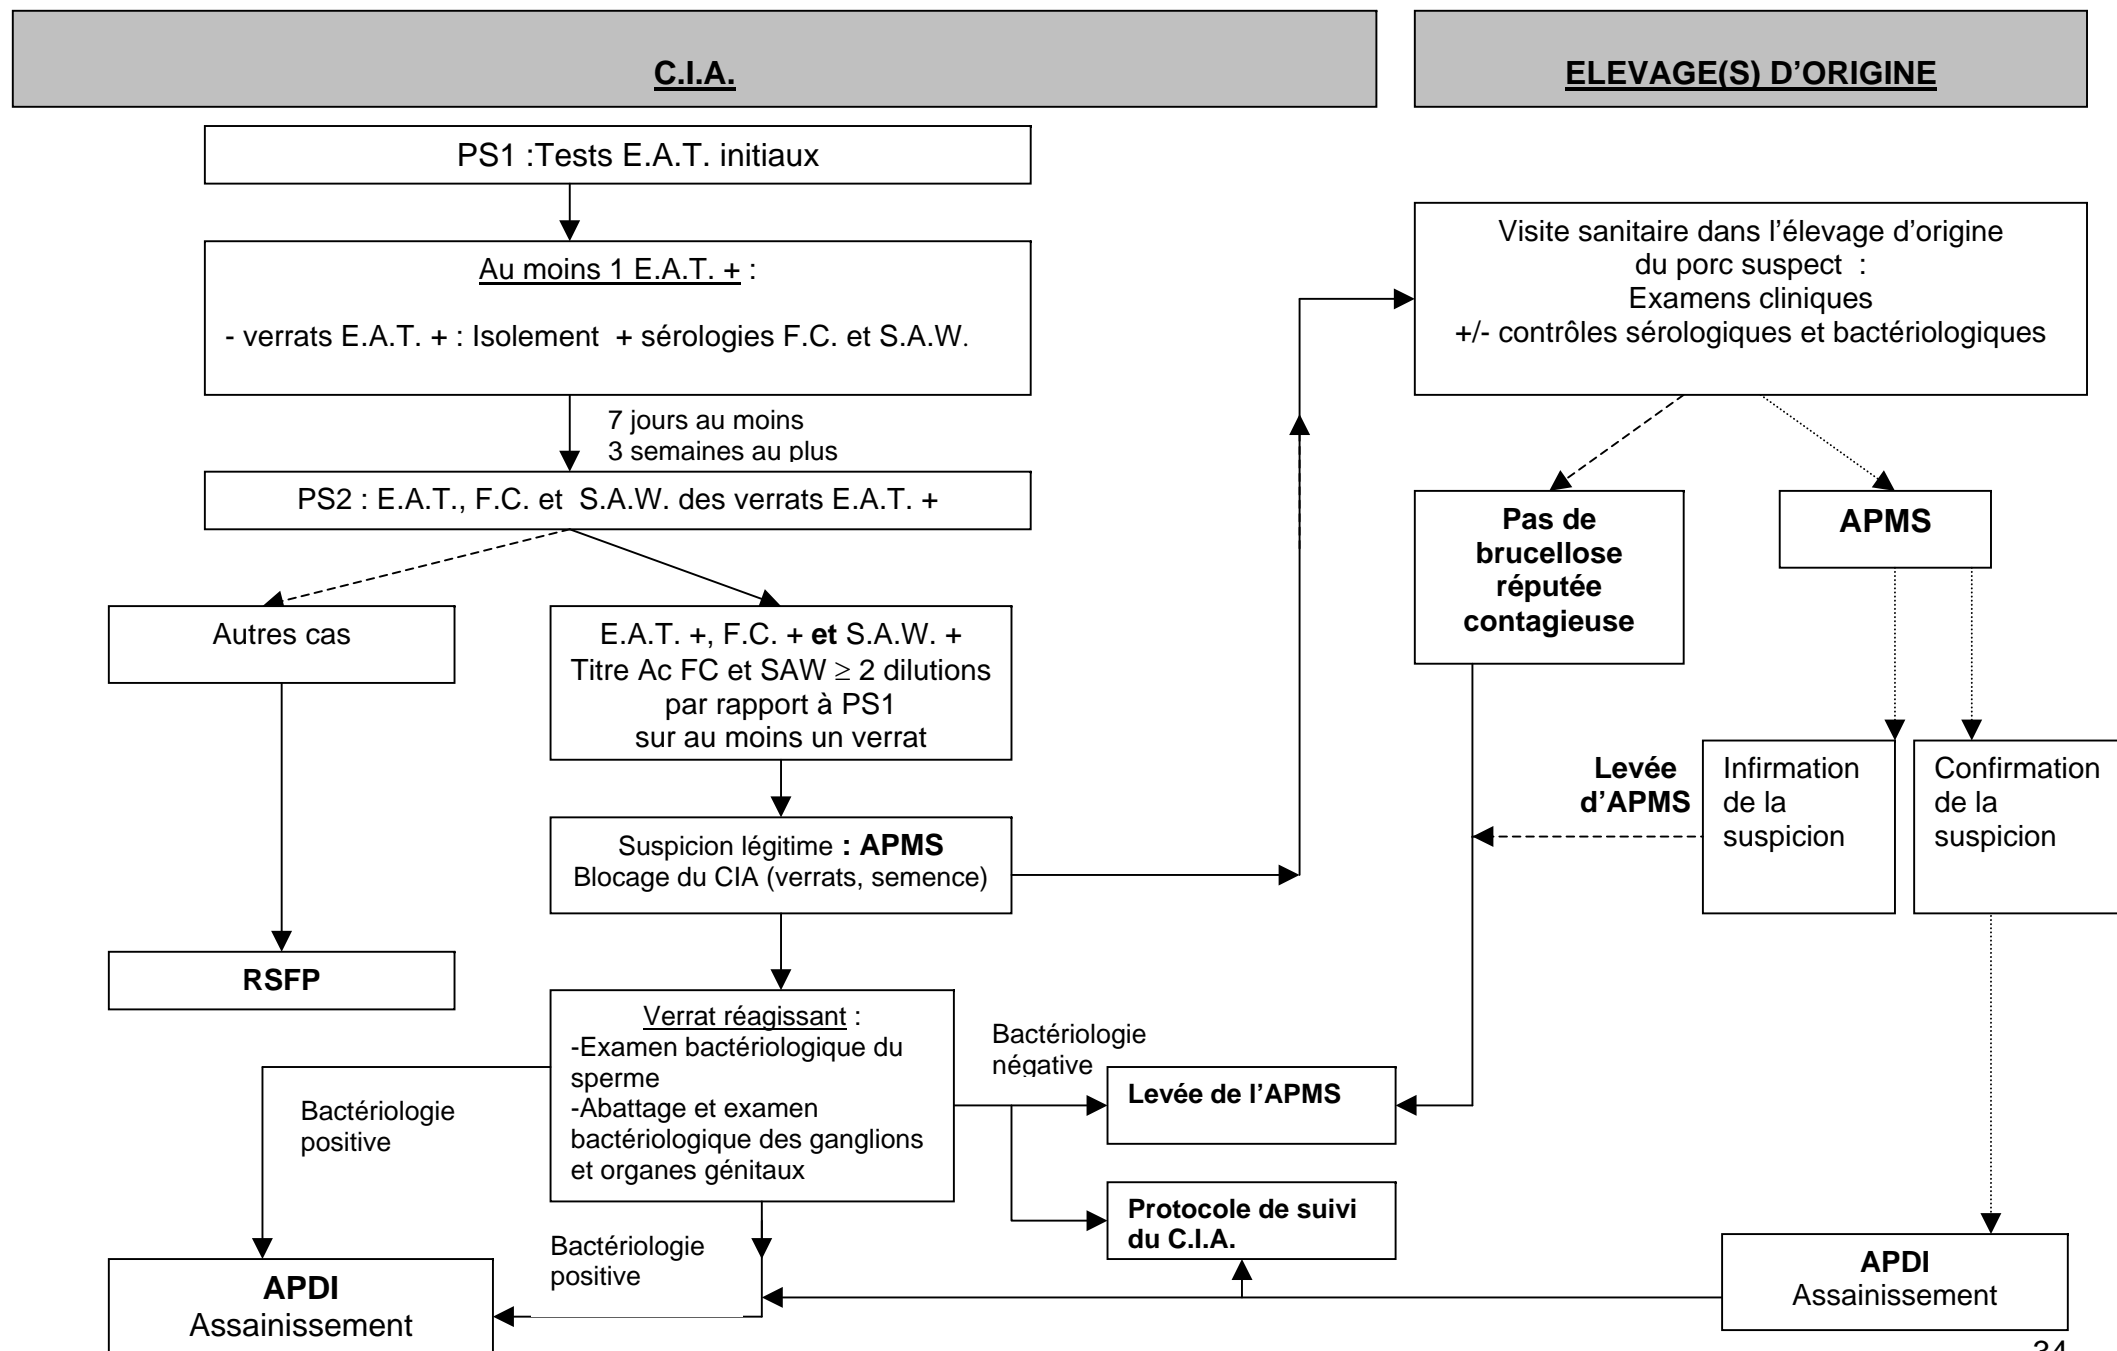 C.I.A.
ELEVAGE(S) D'ORIGINE
PS1 :Tests E.A.T. initiaux
Au moins 1 E.A.T. + :
- verrats E.A.T. + : Isolement + sérologies F.C. et S.A.W.
7 jours au moins
3 semaines au plus
PS2 : E.A.T., F.C. et S.A.W. des verrats E.A.T. +
Autres cas
E.A.T. +, F.C. + et S.A.W. +
Titre Ac FC et SAW ≥ 2 dilutions
par rapport à PS1
sur au moins un verrat
Suspicion légitime : APMS
Blocage du CIA (verrats, semence)
RSFP
Verrat réagissant :
-Examen bactériologique du
sperme
-Abattage et examen
bactériologique des ganglions
et organes génitaux
Bactériologie
positive
Bactériologie
négative
Levée de l'APMS
Protocole de suivi
du C.I.A.
Bactériologie
positive
APDI
Assainissement
Visite sanitaire dans l'élevage d'origine
du porc suspect :
Examens cliniques
+/- contrôles sérologiques et bactériologiques
Pas de
brucellose
réputée
contagieuse
APMS
Levée
d'APMS
Infirmation
de la
suspicion
Confirmation
de la
suspicion
APDI
Assainissement
34